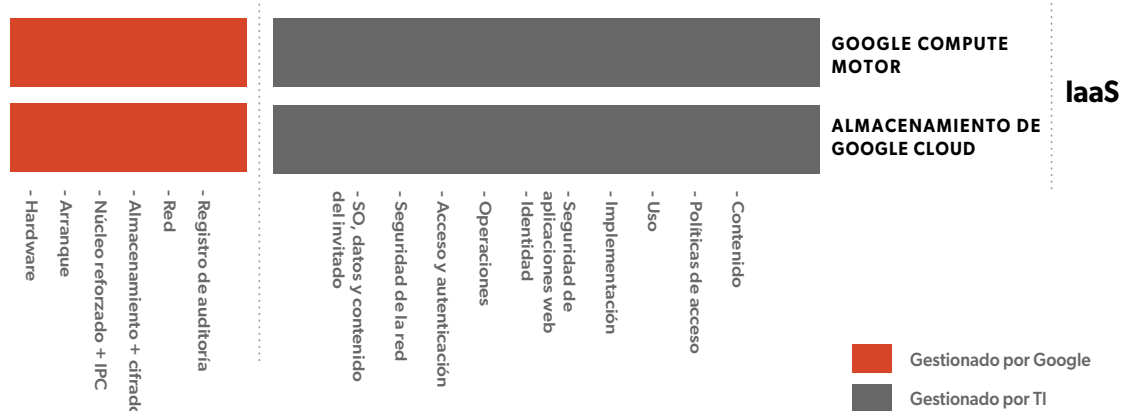 GOOGLE COMPUTE
MOTOR
IaaS
ALMACENAMIENTO DE
GOOGLE CLOUD
- Hardware
- Arranque
- Núcleo reforzado + IPC
- Almacenamiento + cifrado
- Red
- Registro de auditoría
- SO, datos y contenido
del invitado
- Seguridad de la red
- Acceso y autenticación
- Operaciones
- Identidad
- Seguridad de
aplicaciones web
- Implementación
- Uso
- Políticas de acceso
- Contenido
Gestionado por Google
Gestionado por TI